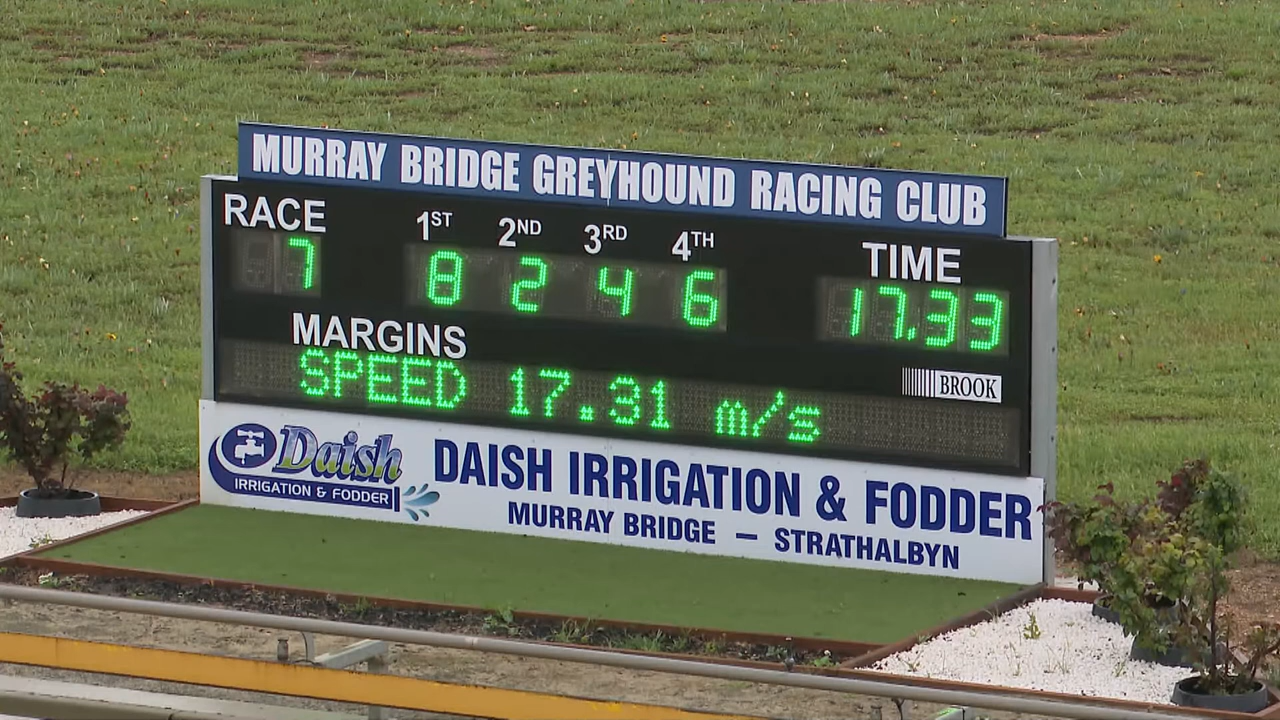 MURRAY BRIDGE GREYHOUND RACING CLUB
RACE 1ST 2ND 3RD 4TH TIME
7 8 2 4 6 17.33
MARGINS
BROOK
SPEED 17.31 m/s
Daish
IRRIGATION & FODDER
DAISH IRRIGATION & FODDER
MURRAY BRIDGE — STRATHALBYN